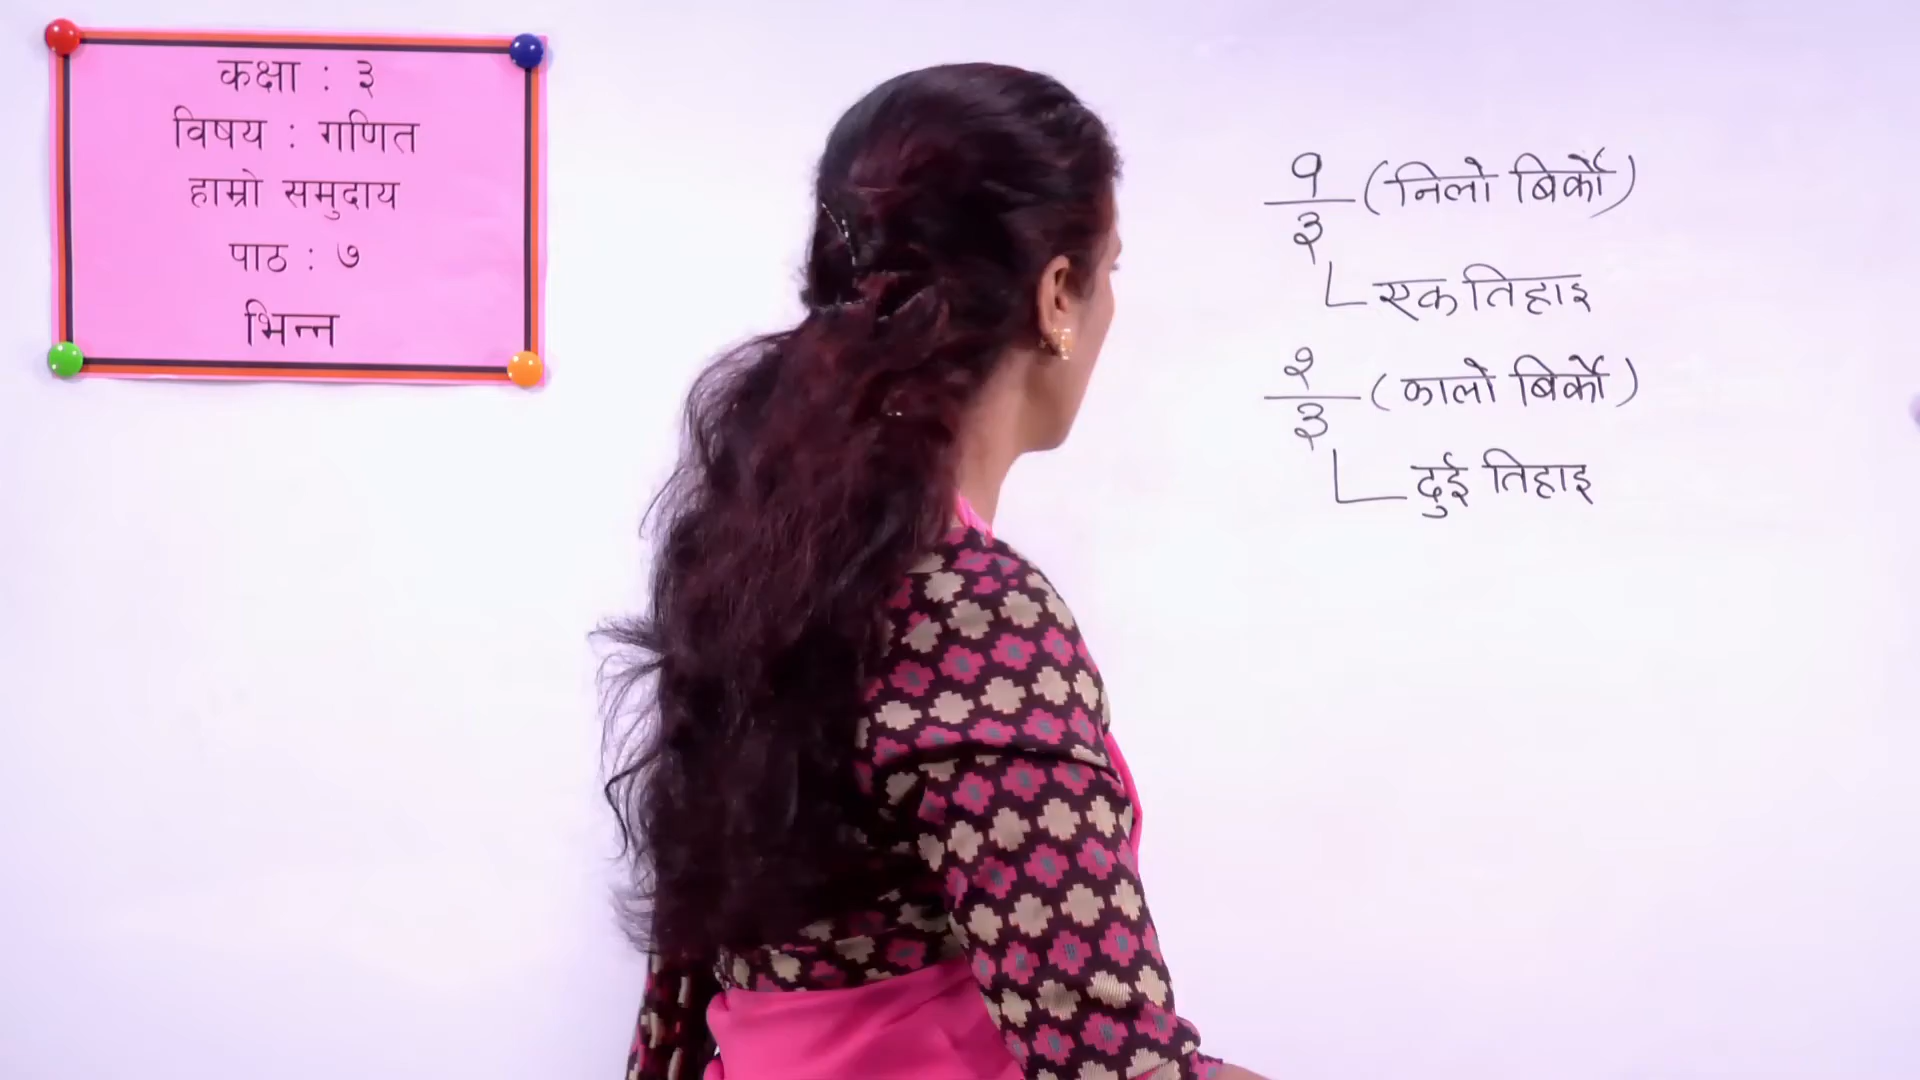 कक्षा : ३
विषय : गणित
हाम्रो समुदाय
पाठ : ७
भिन्न
१/३ (निलो बिर्को)
एक तिहाइ
२/३ (कालो बिर्को)
दुई तिहाइ